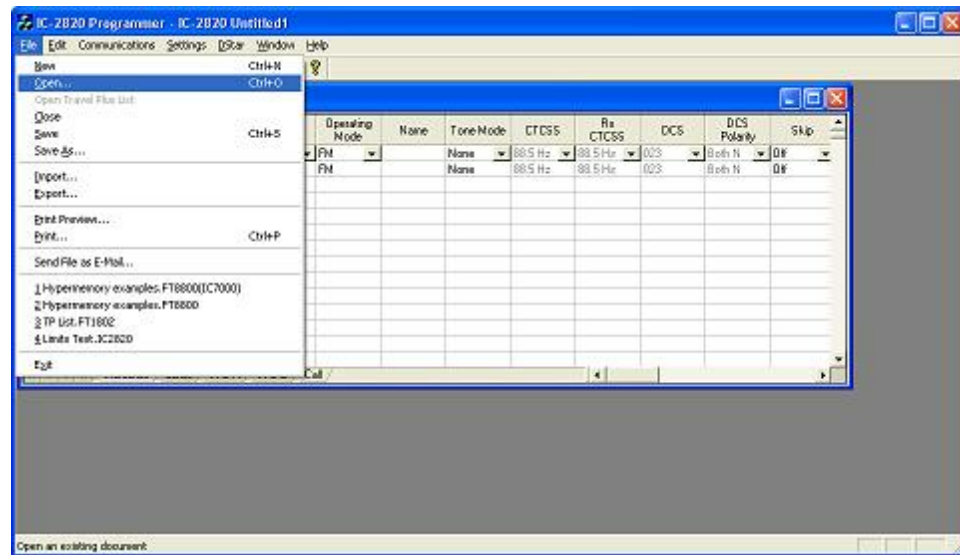 IC-2820 Programmer - IC-2820 Untitled1
File Edit Communications Settings DStar Window Help
New Ctrl+N
Open... Ctrl+O
Open Travel Plus List
Close
Save Ctrl+S
Save As...
Import...
Export...
Print Preview...
Print... Ctrl+P
Send File as E-Mail...
1 Hypermemory examples.FT8800(IC7000)
2 Hypermemory examples.FT8800
3 TP List.FT1802
4 Limits Test.IC2820
Exit
Operating Mode Name Tone Mode CTCSS Rx CTCSS DCS DCS Polarity Skip
FM None 88.5 Hz 88.5 Hz 023 Both N Off
FM None 88.5 Hz 88.5 Hz 023 Both N Off
Call
Open an existing document